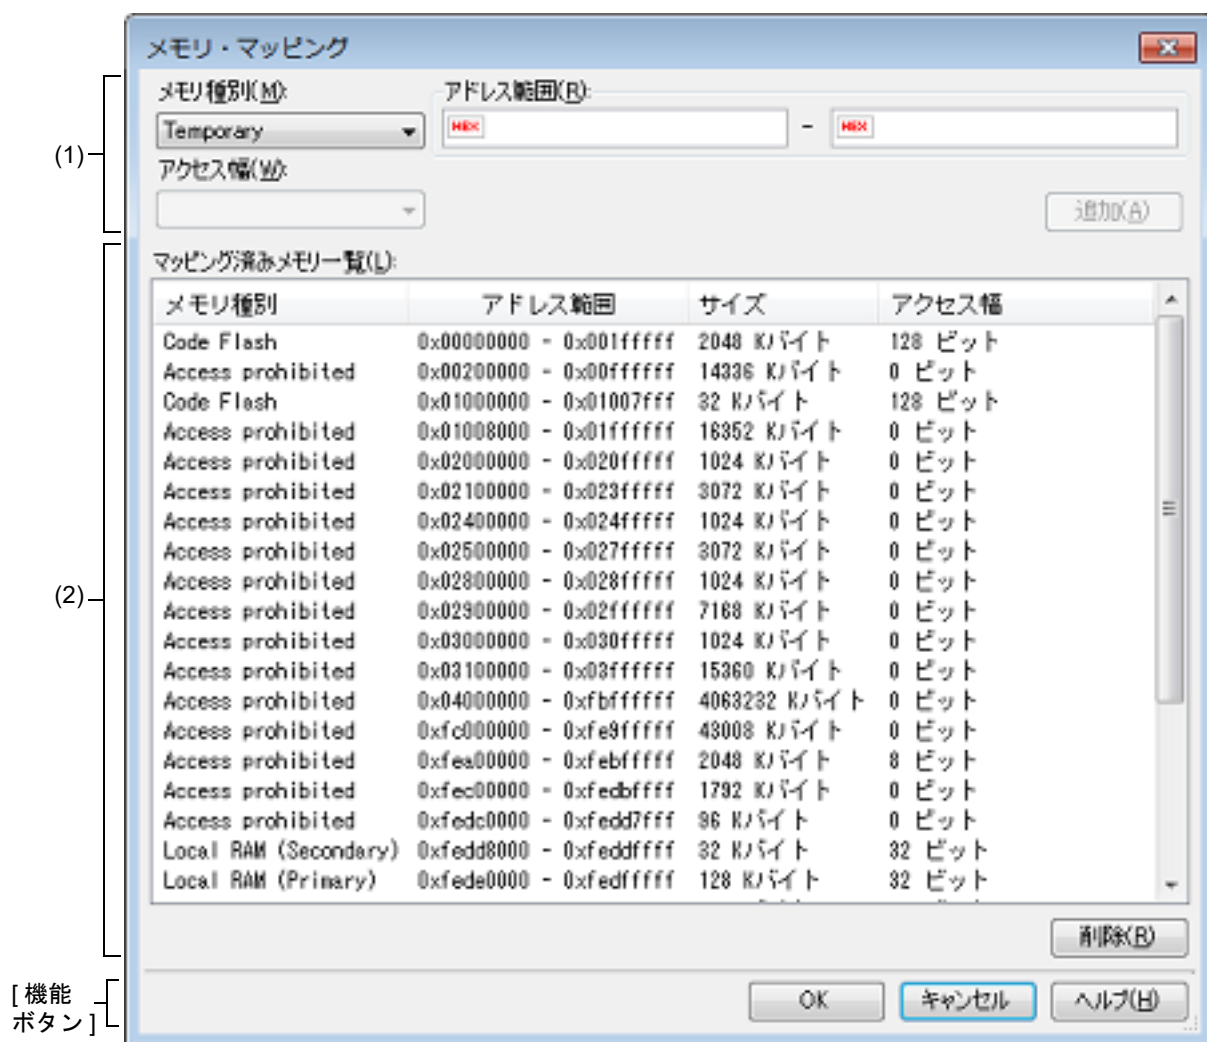 メモリ・マッピング
メモリ種別(M):
アドレス範囲(R):
Temporary
HEX - HEX
(1)
アクセス幅(W):
追加(A)
マッピング済みメモリ一覧(L):
メモリ種別 アドレス範囲 サイズ アクセス幅
Code Flash 0x00000000 - 0x001fffff 2048 Kバイト 128 ビット
Access prohibited 0x00200000 - 0x00ffffff 14336 Kバイト 0 ビット
Code Flash 0x01000000 - 0x01007fff 32 Kバイト 128 ビット
Access prohibited 0x01008000 - 0x01ffffff 16352 Kバイト 0 ビット
Access prohibited 0x02000000 - 0x020fffff 1024 Kバイト 0 ビット
Access prohibited 0x02100000 - 0x023fffff 3072 Kバイト 0 ビット
Access prohibited 0x02400000 - 0x024fffff 1024 Kバイト 0 ビット
Access prohibited 0x02500000 - 0x027fffff 3072 Kバイト 0 ビット
Access prohibited 0x02800000 - 0x028fffff 1024 Kバイト 0 ビット
(2)
Access prohibited 0x02900000 - 0x02ffffff 7168 Kバイト 0 ビット
Access prohibited 0x03000000 - 0x030fffff 1024 Kバイト 0 ビット
Access prohibited 0x03100000 - 0x03ffffff 15360 Kバイト 0 ビット
Access prohibited 0x04000000 - 0xfbffffff 4063232 Kバイト 0 ビット
Access prohibited 0xfc000000 - 0xfe9fffff 43008 Kバイト 0 ビット
Access prohibited 0xfea00000 - 0xfebfffff 2048 Kバイト 8 ビット
Access prohibited 0xfec00000 - 0xfedbffff 1792 Kバイト 0 ビット
Access prohibited 0xfedc0000 - 0xfedd7fff 96 Kバイト 0 ビット
Local RAM (Secondary) 0xfedd8000 - 0xfeddffff 32 Kバイト 32 ビット
Local RAM (Primary) 0xfede0000 - 0xfedfffff 128 Kバイト 32 ビット
削除(R)
[ 機能
ボタン ]
OK キャンセル ヘルプ(H)